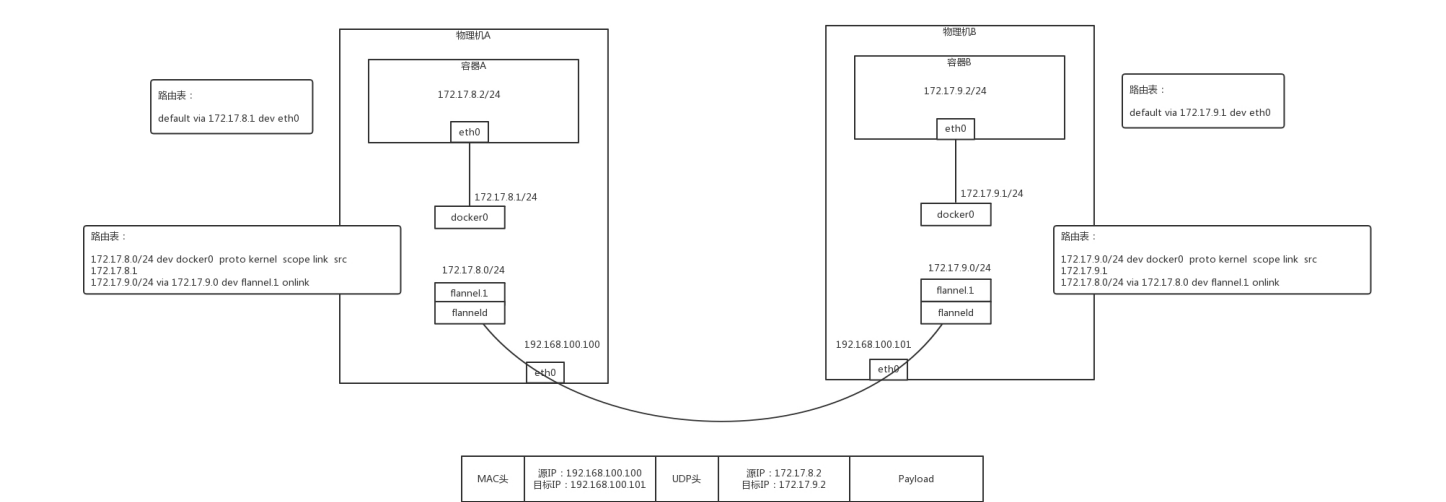 物理机A
容器A
172.17.8.2/24
eth0
172.17.8.1/24
docker0
172.17.8.0/24
flannel.1
flanneld
192.168.100.100
eth0
路由表：
default via 172.17.8.1 dev eth0
路由表：
172.17.8.0/24 dev docker0 proto kernel scope link src
172.17.8.1
172.17.9.0/24 via 172.17.9.0 dev flannel.1 onlink
物理机B
容器B
172.17.9.2/24
eth0
172.17.9.1/24
docker0
172.17.9.0/24
flannel.1
flanneld
192.168.100.101
eth0
路由表：
default via 172.17.9.1 dev eth0
路由表：
172.17.9.0/24 dev docker0 proto kernel scope link src
172.17.9.1
172.17.8.0/24 via 172.17.8.0 dev flannel.1 onlink
MAC头
源IP：192.168.100.100
目标IP：192.168.100.101
UDP头
源IP：172.17.8.2
目标IP：172.17.9.2
Payload